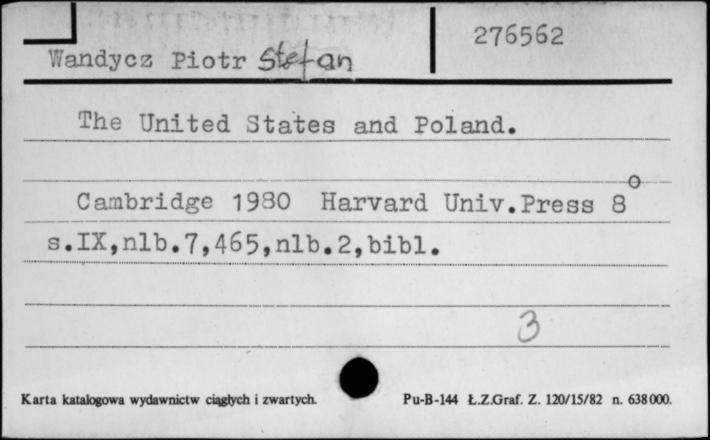 276562
Wandycz Piotr Stefan
The United States and Poland.
Cambridge 1980 Harvard Univ.Press 8°
s.IX,nlb.7,465,nlb.2,bibl.
3
Karta katalogowa wydawnictw ciągłych i zwartych. Pu-B-144 Ł.Z.Graf. Z. 120/15/82 n. 638000.